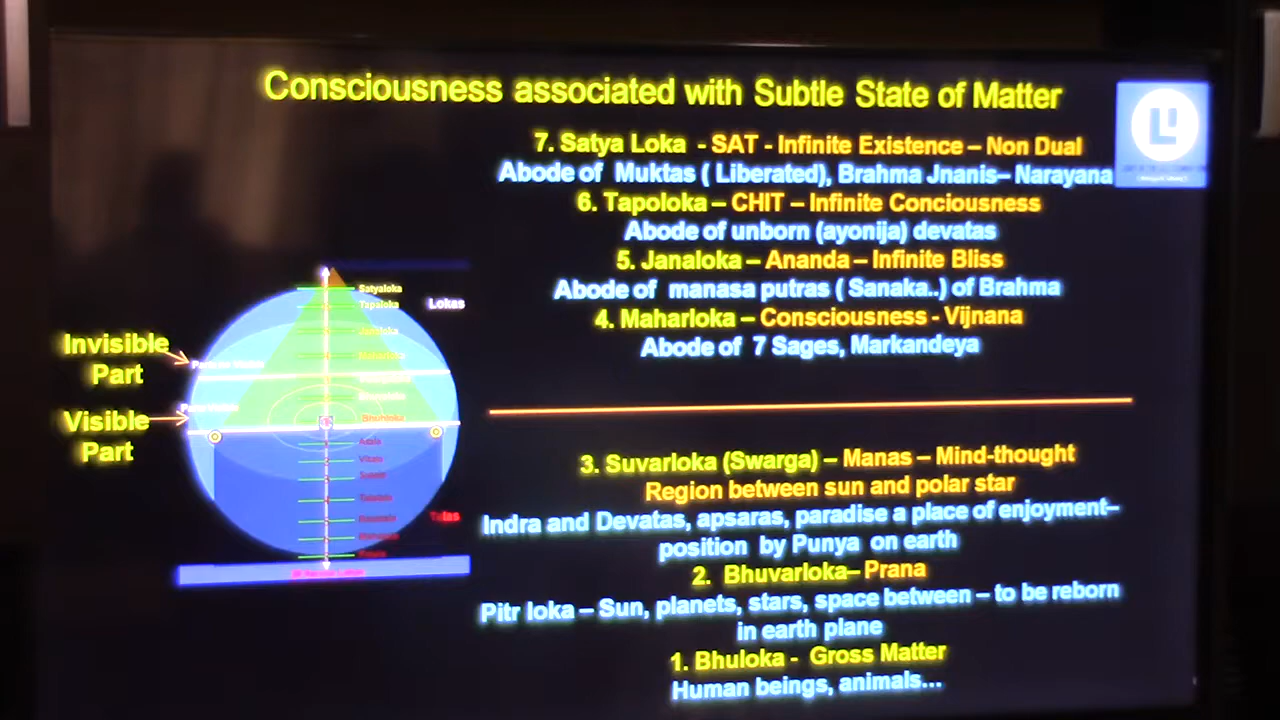 Consciousness associated with Subtle State of Matter
7. Satya Loka - SAT - Infinite Existence – Non Dual
Abode of Muktas ( Liberated), Brahma Jnanis– Narayana
6. Tapoloka – CHIT – Infinite Conciousness
Abode of unborn (ayonija) devatas
5. Janaloka – Ananda – Infinite Bliss
Abode of manasa putras ( Sanaka..) of Brahma
4. Maharloka – Consciousness - Vijnana
Abode of 7 Sages, Markandeya
3. Suvarloka (Swarga) – Manas – Mind-thought
Region between sun and polar star
Indra and Devatas, apsaras, paradise a place of enjoyment–
position by Punya on earth
2. Bhuvarloka– Prana
Pitr loka – Sun, planets, stars, space between – to be reborn
in earth plane
1. Bhuloka - Gross Matter
Human beings, animals...
Invisible
Part
Visible
Part
Satyaloka
Tapaloka
Lokas
Maharloka
Bhuhloka
Atala
Vitala
Talas